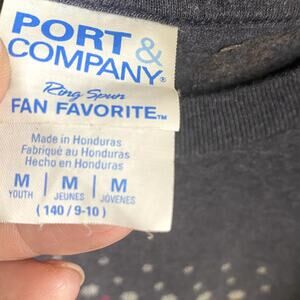 PORT &
COMPANY®
Ring Spun
FAN FAVORITE™
Made in Honduras
Fabriqué au Honduras
Hecho en Honduras
M | M | M
YOUTH JEUNES JÓVENES
(140/9-10)